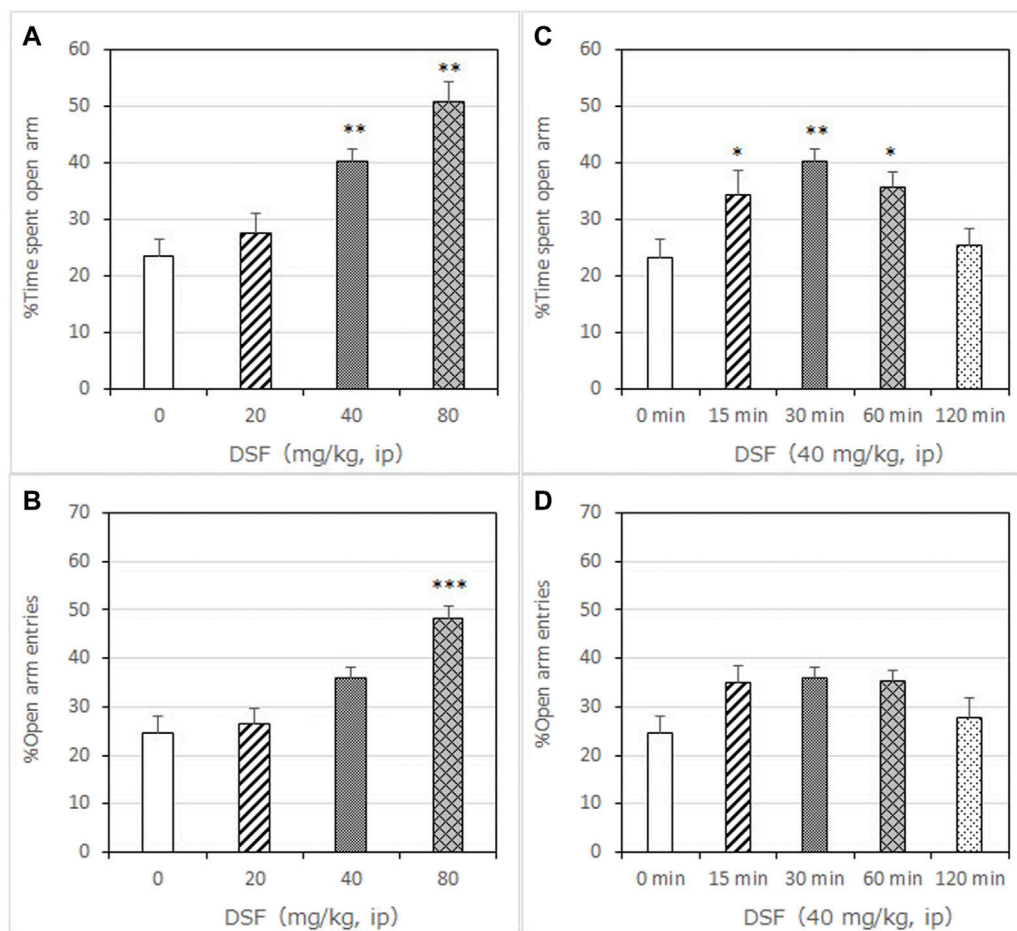 A
%Time spent open arm
60
50
40
30
20
10
0
**
**
0 20 40 80
DSF (mg/kg, ip)
C
%Time spent open arm
60
50
40
30
20
10
0
*
**
*
0 min 15 min 30 min 60 min 120 min
DSF (40 mg/kg, ip)
B
%Open arm entries
70
60
50
40
30
20
10
0
***
0 20 40 80
DSF (mg/kg, ip)
D
%Open arm entries
70
60
50
40
30
20
10
0
0 min 15 min 30 min 60 min 120 min
DSF (40 mg/kg, ip)